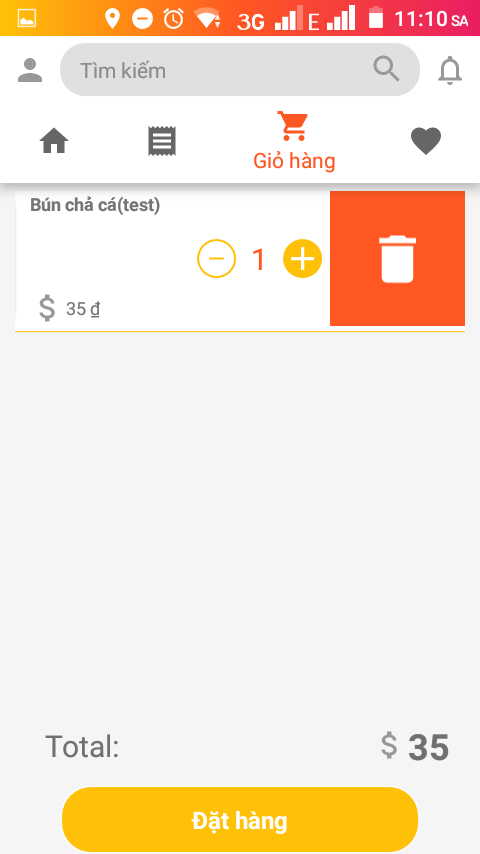 3G E 11:10 SA
Tìm kiếm
Giỏ hàng
Bún chả cá(test)
1
$ 35 ₫
Total: $ 35
Đặt hàng